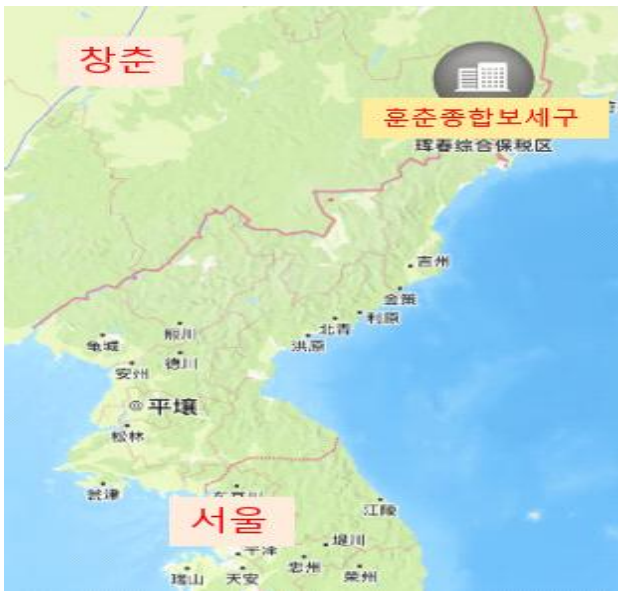 창춘
훈춘종합보세구
珲春综合保税区
吉州
金策
利原
北青
洪原
龟城
殷川
安州
德川
平壤
松林
瓮津
서울
江陵
堤川
平泽
忠州
瑞山
天安
荣州